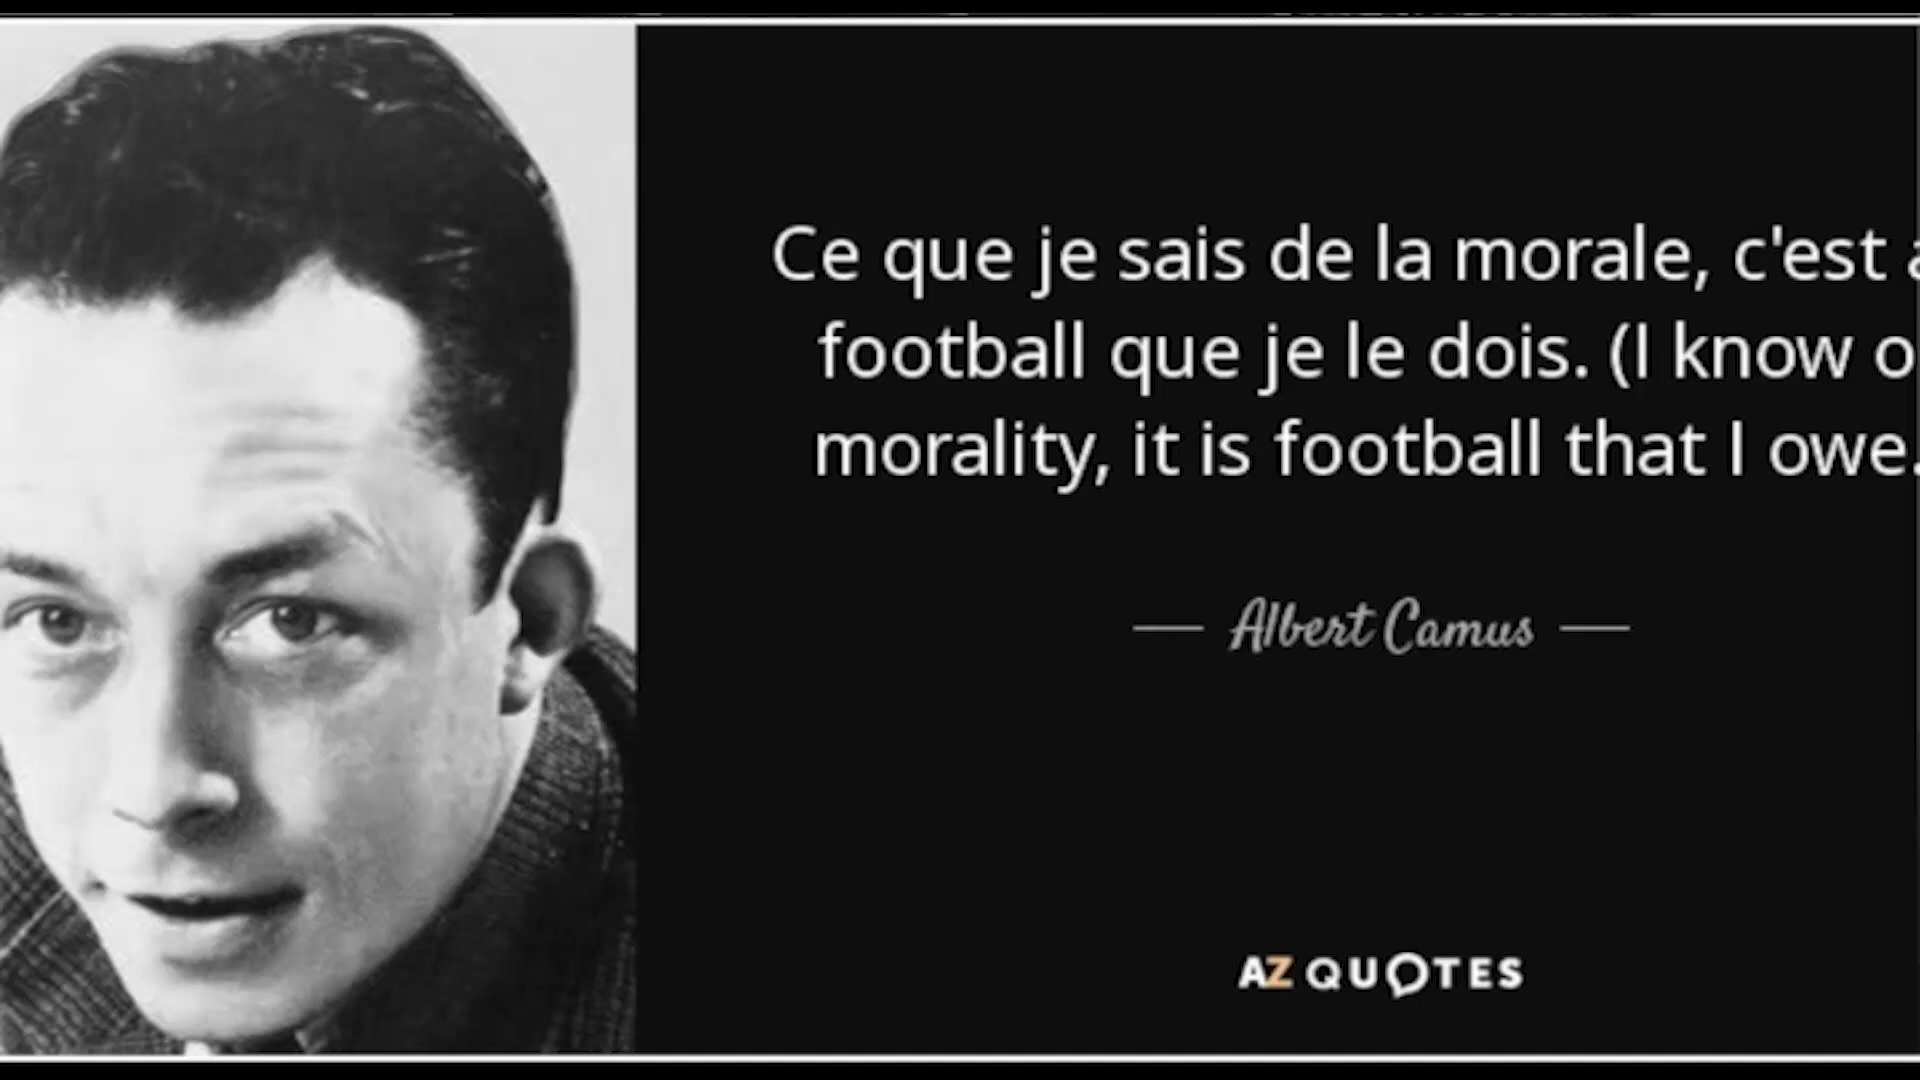 Ce que je sais de la morale, c'est
football que je le dois. (I know
morality, it is football that I owe.
Albert Camus
AZ QUOTES